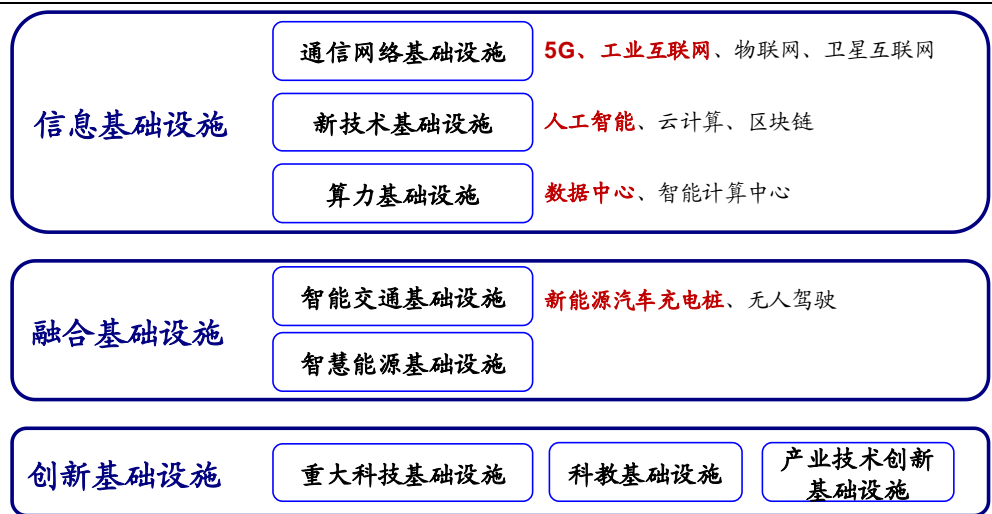 通信网络基础设施
5G、工业互联网、物联网、卫星互联网
信息基础设施
新技术基础设施
人工智能、云计算、区块链
算力基础设施
数据中心、智能计算中心
智能交通基础设施
新能源汽车充电桩、无人驾驶
融合基础设施
智慧能源基础设施
创新基础设施
重大科技基础设施
科教基础设施
产业技术创新
基础设施